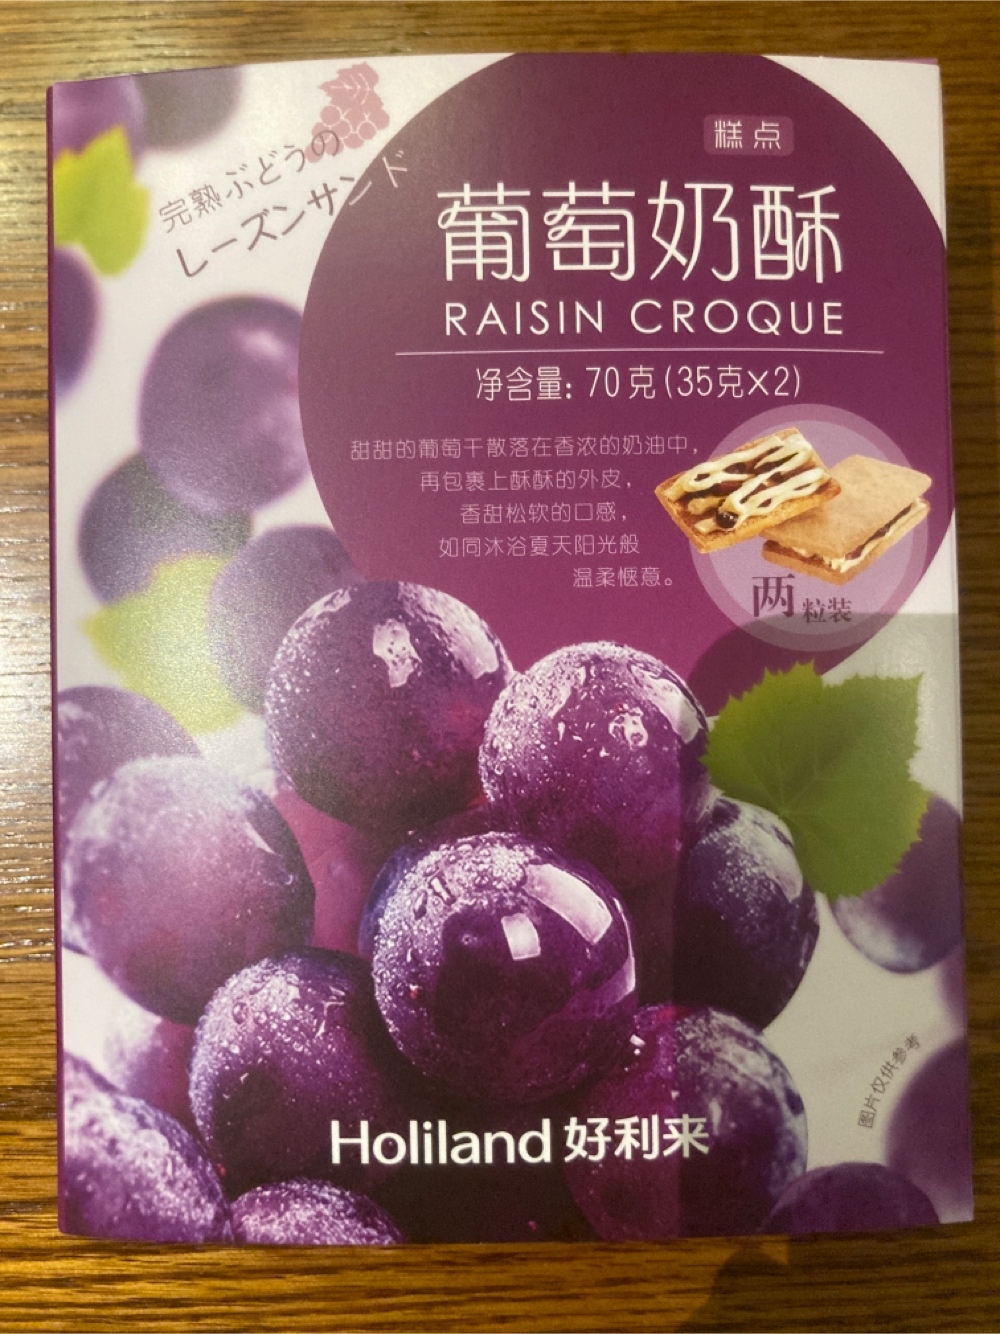 完熟ぶどうの
レーズンサンド
糕点
葡萄奶酥
RAISIN CROQUE
净含量: 70克(35克×2)
甜甜的葡萄干散落在香浓的奶油中，
再包裹上酥酥的外皮，
香甜松软的口感，
如同沐浴夏天阳光般
温柔惬意。
两粒装
图片仅供参考
Holiland 好利来